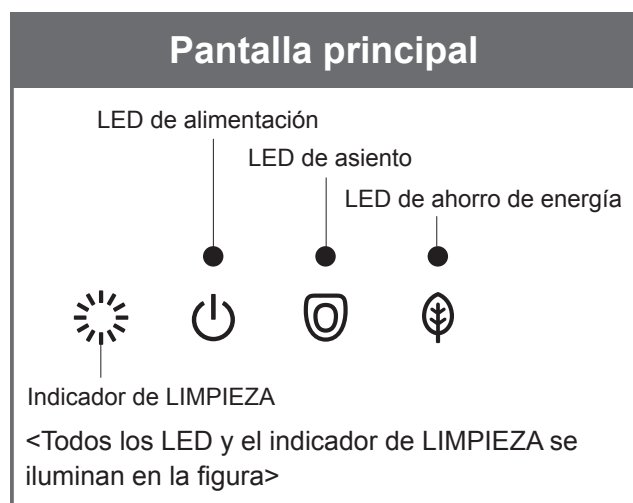 Pantalla principal
LED de alimentación
LED de asiento
LED de ahorro de energía
Indicador de LIMPIEZA
<Todos los LED y el indicador de LIMPIEZA se
iluminan en la figura>